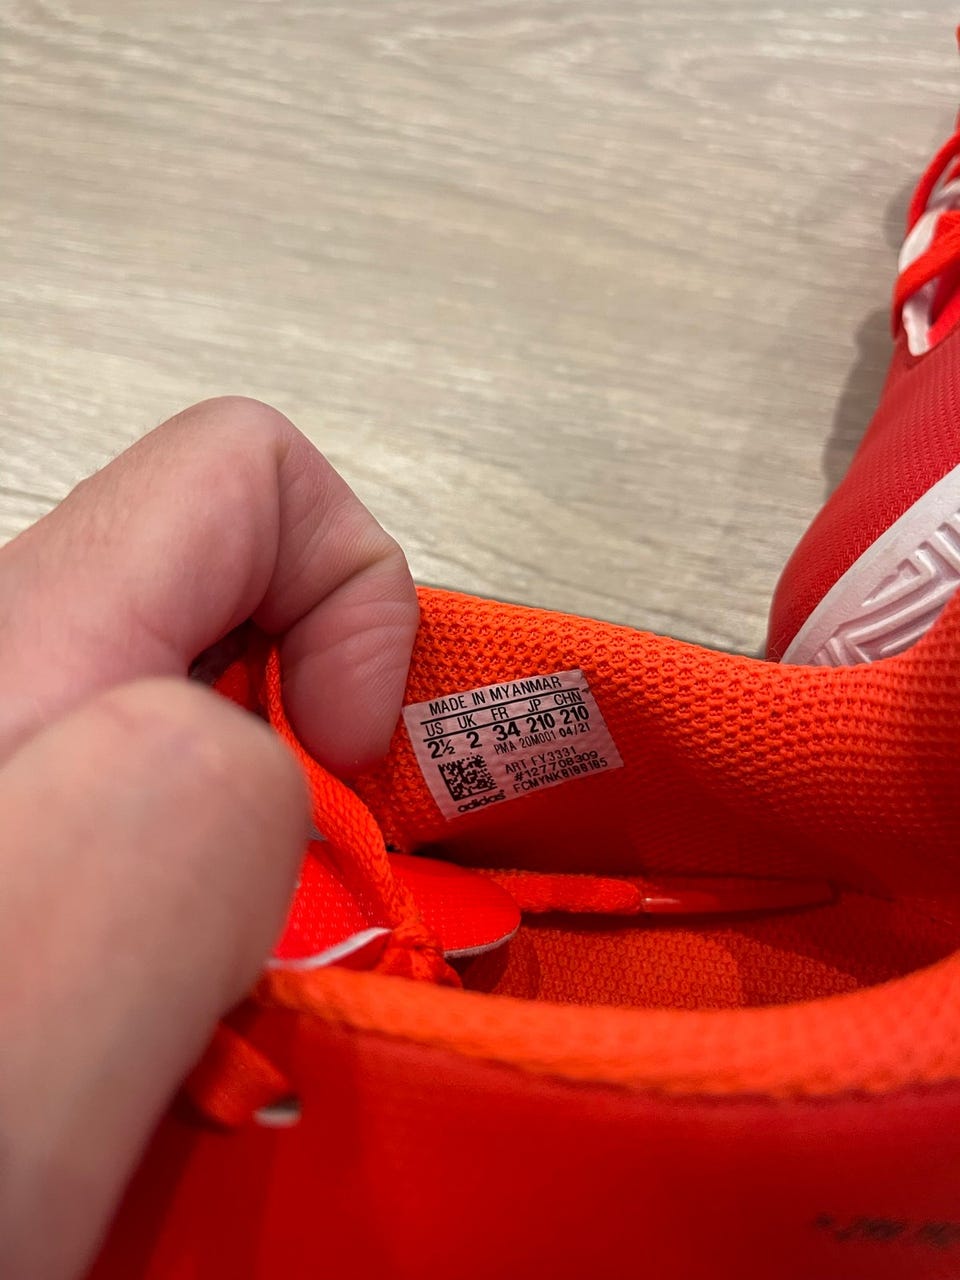 MADE IN MYANMAR
US UK FR JP CHN
2½ 2 34 210 210
PMA 20M001 04/21
ART FY3331
#127708309
FCMYNK8188185
adidas